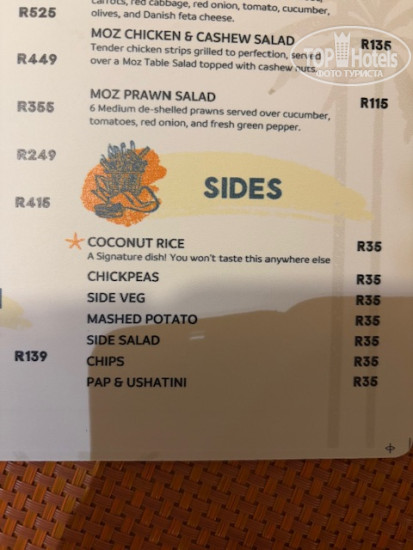 carrots, red cabbage, red onion, tomato, cucumber,
olives, and Danish feta cheese.
R525
MOZ CHICKEN & CASHEW SALAD
R135
Tender chicken strips grilled to perfection, served
over a Moz Table Salad topped with cashew nuts.
R449
MOZ PRAWN SALAD
R115
6 Medium de-shelled prawns served over cucumber,
tomatoes, red onion, and fresh green pepper.
R355
R249
R415
SIDES
COCONUT RICE R35
A Signature dish! You won't taste this anywhere else
CHICKPEAS R35
SIDE VEG R35
MASHED POTATO R35
SIDE SALAD R35
CHIPS R35
PAP & USHATINI R35
R139
TopHotels
ФОТО ТУРИСТА